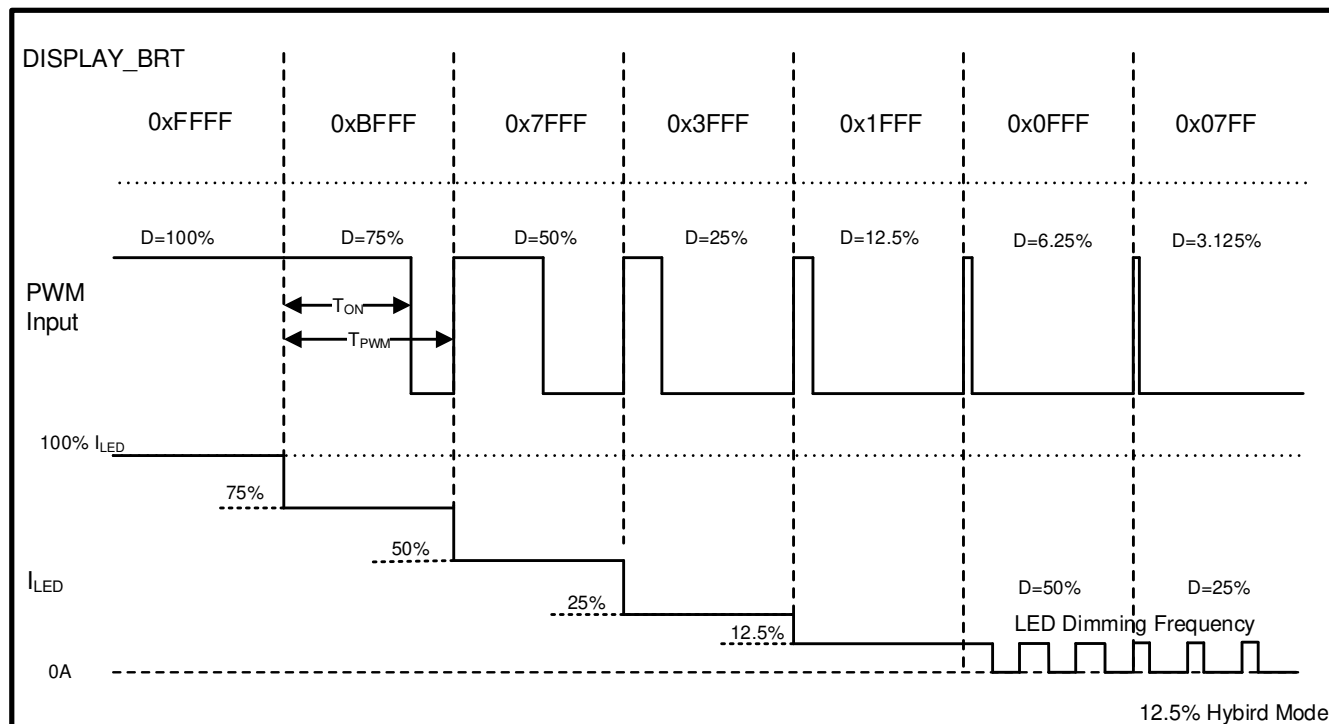 DISPLAY_BRT
0xFFFF 0xBFFF 0x7FFF 0x3FFF 0x1FFF 0x0FFF 0x07FF
D=100% D=75% D=50% D=25% D=12.5% D=6.25% D=3.125%
PWM
Input
TON
TPWM
100% ILED
75%
50%
ILED
25%
12.5%
D=50% D=25%
LED Dimming Frequency
0A
12.5% Hybird Mode